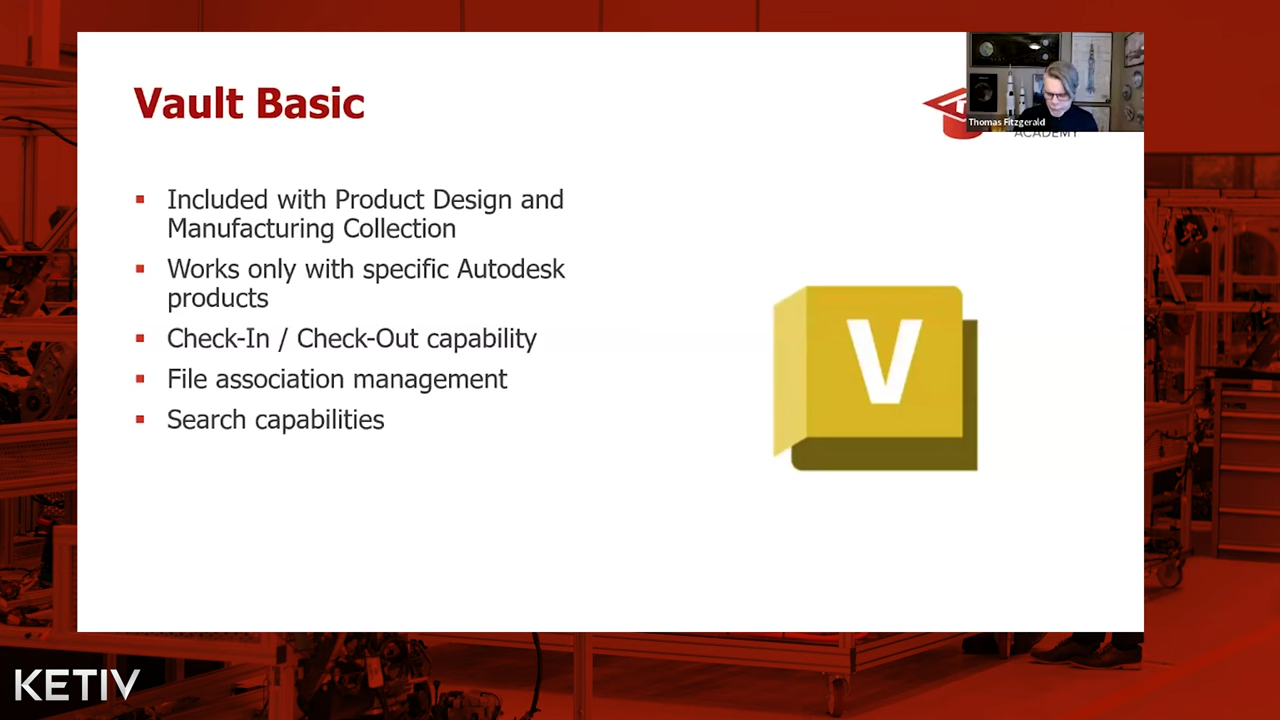 Vault Basic
Thomas Fitzgerald
ACADEMY
Included with Product Design and
Manufacturing Collection
Works only with specific Autodesk
products
Check-In / Check-Out capability
File association management
Search capabilities
V
KETIV